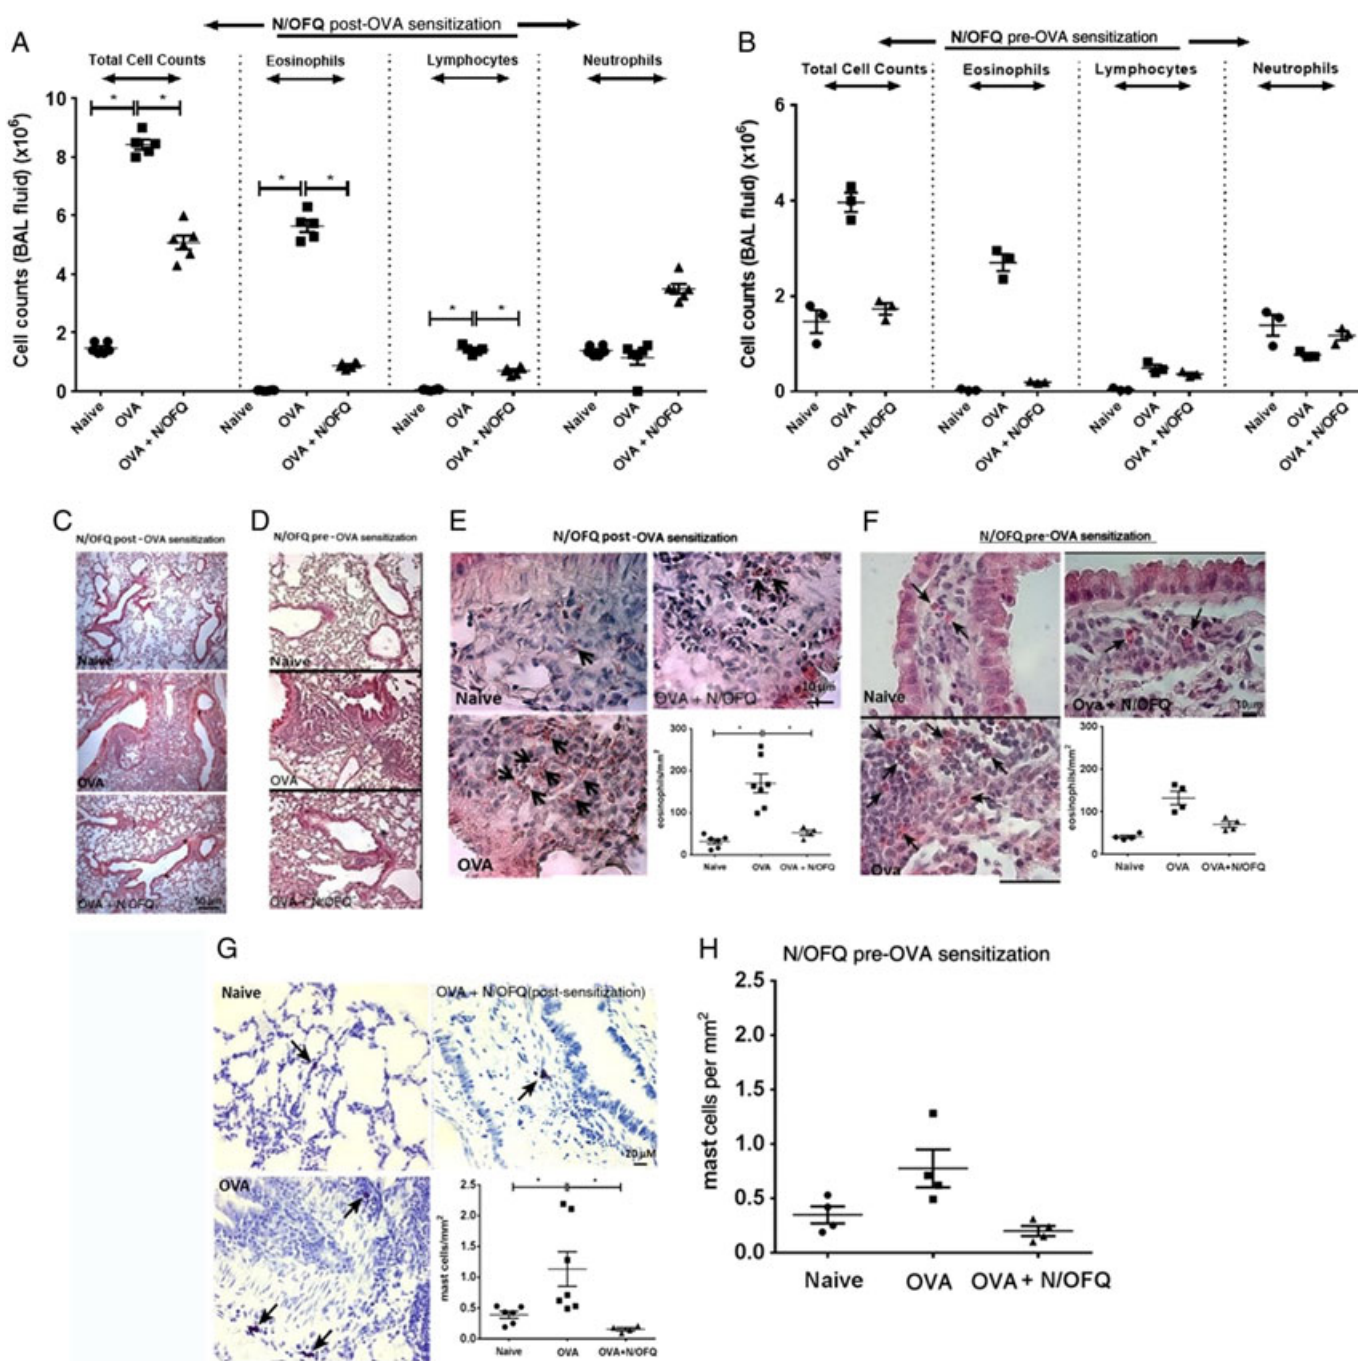 A
N/OFQ post-OVA sensitization
Total Cell Counts Eosinophils Lymphocytes Neutrophils
* * * * * *
Cell counts (BAL fluid) (x10⁶)
10
8
6
4
2
0
Naive OVA OVA + N/OFQ Naive OVA OVA + N/OFQ Naive OVA OVA + N/OFQ Naive OVA OVA + N/OFQ
B
N/OFQ pre-OVA sensitization
Total Cell Counts Eosinophils Lymphocytes Neutrophils
Cell counts (BAL fluid) (x10⁶)
6
4
2
0
Naive OVA OVA + N/OFQ Naive OVA OVA + N/OFQ Naive OVA OVA + N/OFQ Naive OVA OVA + N/OFQ
C
N/OFQ post-OVA sensitization
Naive
OVA
OVA + N/OFQ
50 µm
D
N/OFQ pre-OVA sensitization
Naive
OVA
OVA + N/OFQ
E
N/OFQ post-OVA sensitization
Naive
OVA + N/OFQ
10 µm
OVA
eosinophils/mm²
300
200
100
0
* *
Naive OVA OVA + N/OFQ
F
N/OFQ pre-OVA sensitization
Naive
Ova + N/OFQ
10µm
Ova
eosinophils/mm²
300
200
100
0
Naive OVA OVA+N/OFQ
G
Naive
OVA + N/OFQ(post-sensitization)
20 µM
OVA
mast cells/mm²
2.5
2.0
1.5
1.0
0.5
0.0
* *
Naive OVA OVA+N/OFQ
H
N/OFQ pre-OVA sensitization
mast cells per mm²
2.5
2.0
1.5
1.0
0.5
0.0
Naive OVA OVA + N/OFQ